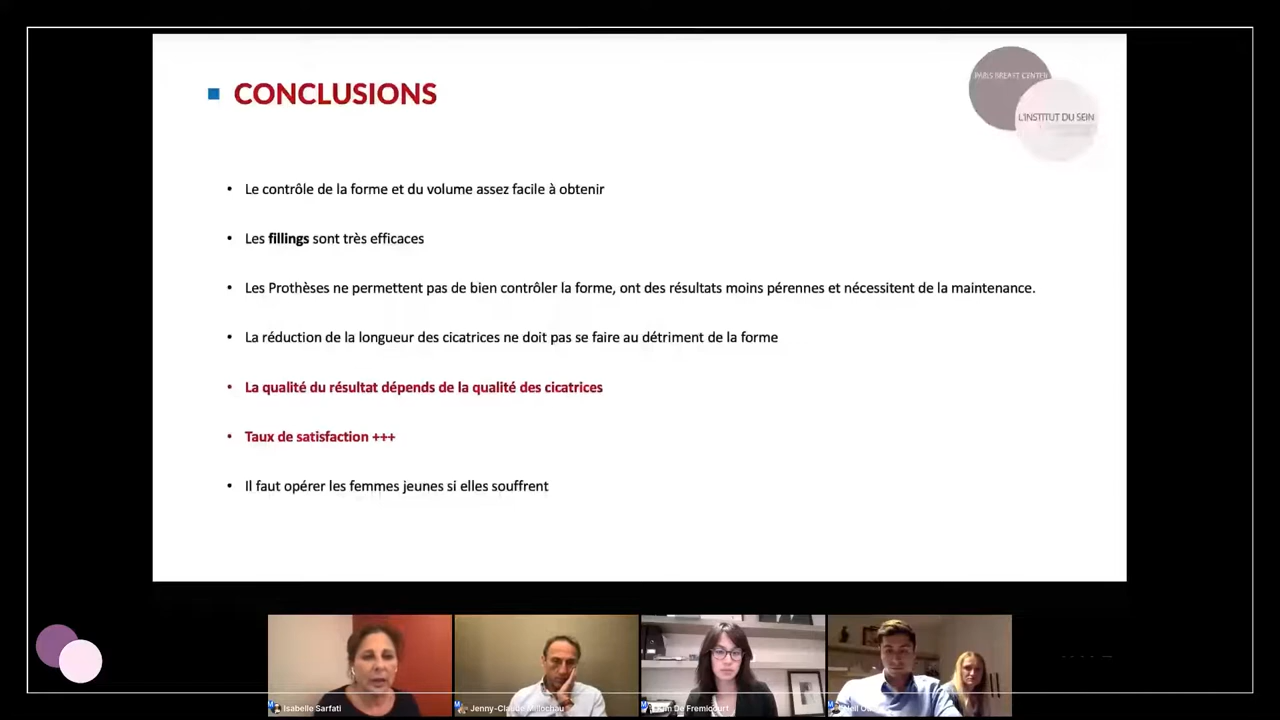 CONCLUSIONS
PARIS BREAST CENTER
L'INSTITUT DU SEIN
Le contrôle de la forme et du volume assez facile à obtenir
Les fillings sont très efficaces
Les Prothèses ne permettent pas de bien contrôler la forme, ont des résultats moins pérennes et nécessitent de la maintenance.
La réduction de la longueur des cicatrices ne doit pas se faire au détriment de la forme
La qualité du résultat dépends de la qualité des cicatrices
Taux de satisfaction +++
Il faut opérer les femmes jeunes si elles souffrent
Isabelle Sarfati
Jenny-Claude
De Fremicourt